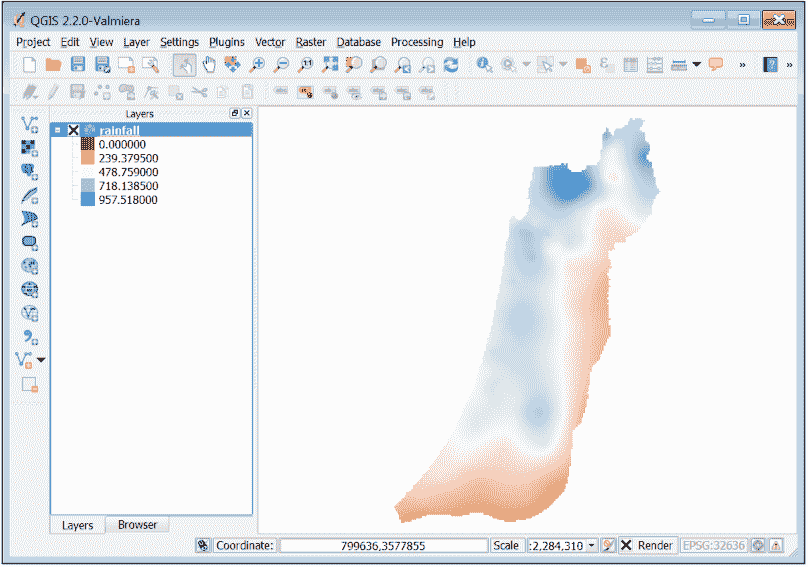 QGIS 2.2.0-Valmiera
Project Edit View Layer Settings Plugins Vector Raster Database Processing Help
Layers
rainfall
0.000000
239.379500
478.759000
718.138500
957.518000
Layers Browser
Coordinate: 799636,3577855 Scale :2,284,310 Render EPSG:32636